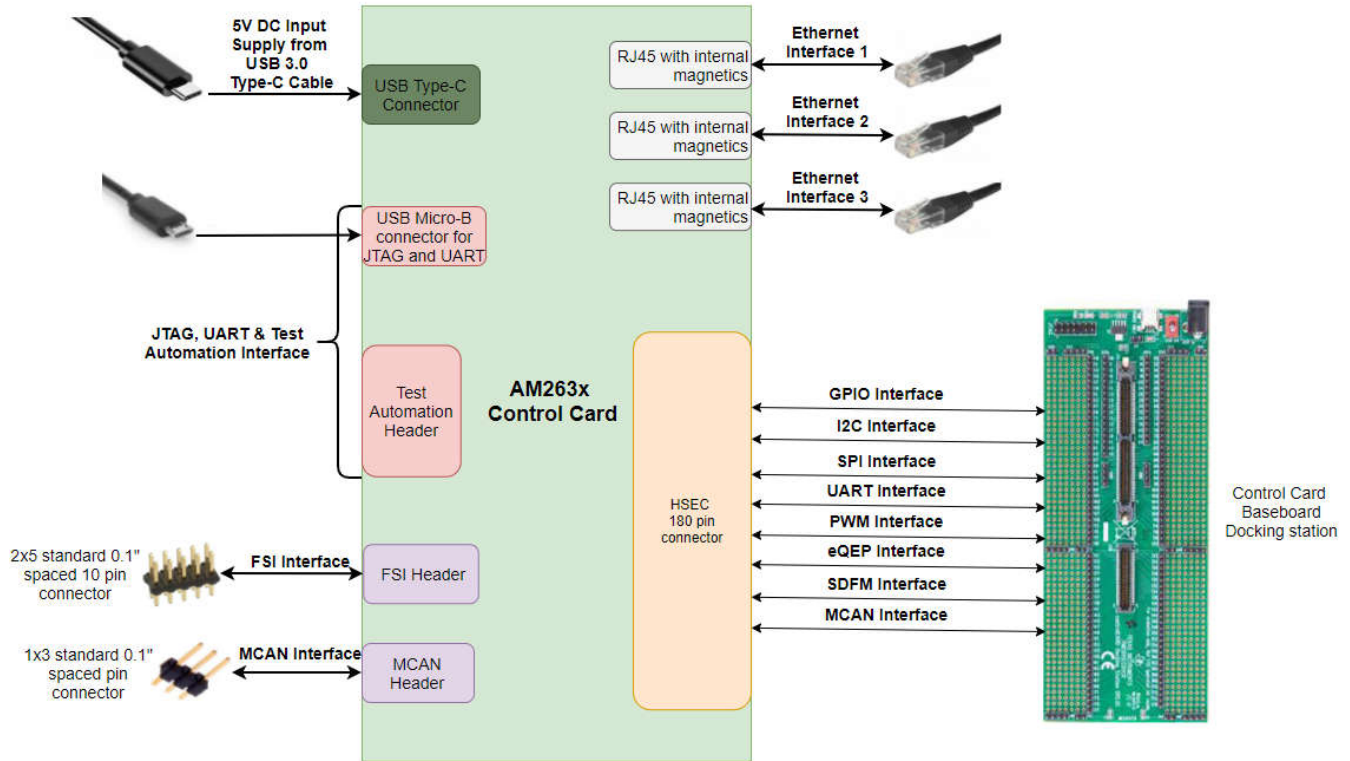 5V DC Input
Supply from
USB 3.0
Type-C Cable
USB Type-C
Connector
RJ45 with internal
magnetics
Ethernet
Interface 1
RJ45 with internal
magnetics
Ethernet
Interface 2
RJ45 with internal
magnetics
Ethernet
Interface 3
USB Micro-B
connector for
JTAG and UART
JTAG, UART & Test
Automation Interface
Test
Automation
Header
AM263x
Control Card
HSEC
180 pin
connector
GPIO Interface
I2C Interface
SPI Interface
UART Interface
PWM Interface
eQEP Interface
SDFM Interface
MCAN Interface
Control Card
Baseboard
Docking station
2x5 standard 0.1"
spaced 10 pin
connector
FSI Interface
FSI Header
1x3 standard 0.1"
spaced pin
connector
MCAN Interface
MCAN
Header